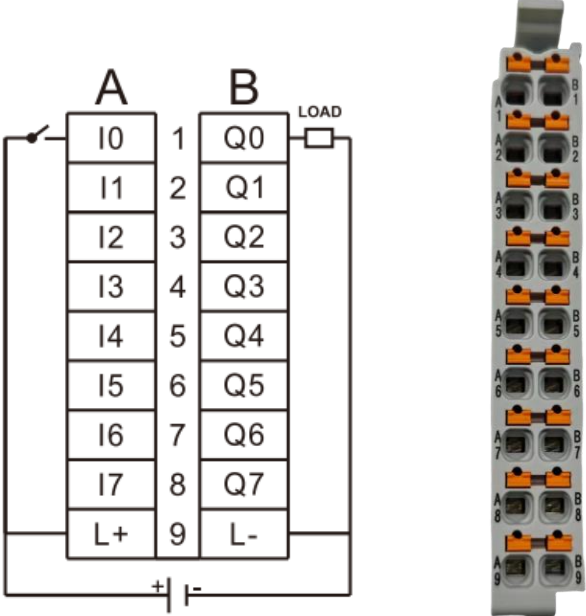 A B
LOAD
I0 1 Q0
I1 2 Q1
I2 3 Q2
I3 4 Q3
I4 5 Q4
I5 6 Q5
I6 7 Q6
I7 8 Q7
L+ 9 L-
+ -
A1 B1
A2 B2
A3 B3
A4 B4
A5 B5
A6 B6
A7 B7
A8 B8
A9 B9